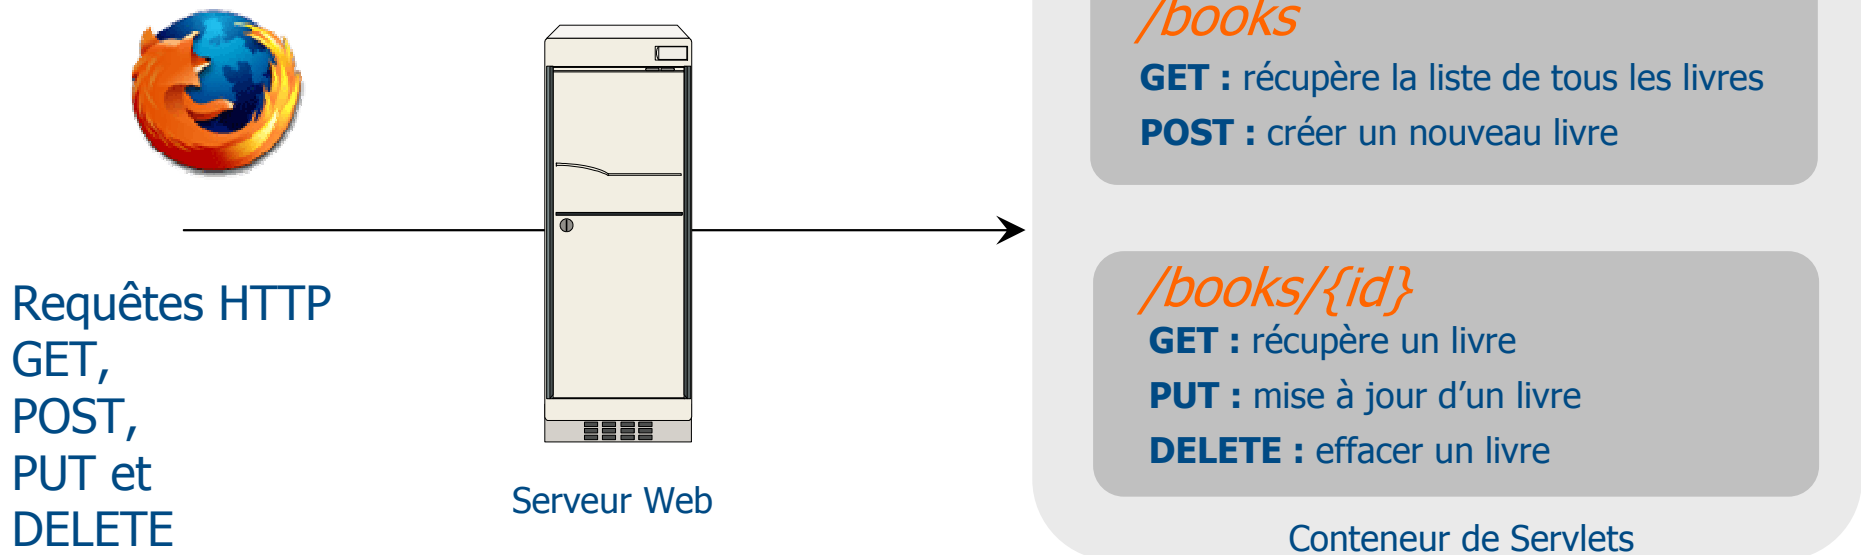 Requêtes HTTP
GET,
POST,
PUT et
DELETE
Serveur Web
/books
GET : récupère la liste de tous les livres
POST : créer un nouveau livre
/books/{id}
GET : récupère un livre
PUT : mise à jour d’un livre
DELETE : effacer un livre
Conteneur de Servlets